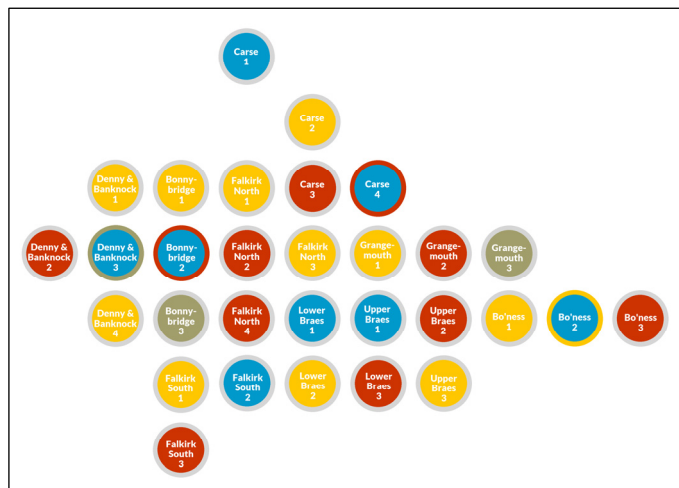 Carse
1
Carse
2
Denny &
Banknock
1
Bonny-
bridge
1
Falkirk
North
1
Carse
3
Carse
4
Denny &
Banknock
2
Denny &
Banknock
3
Bonny-
bridge
2
Falkirk
North
2
Falkirk
North
3
Grange-
mouth
1
Grange-
mouth
2
Grange-
mouth
3
Denny &
Banknock
4
Bonny-
bridge
3
Falkirk
North
4
Lower
Braes
1
Upper
Braes
1
Upper
Braes
2
Bo'ness
1
Bo'ness
2
Bo'ness
3
Falkirk
South
1
Falkirk
South
2
Lower
Braes
2
Lower
Braes
3
Upper
Braes
3
Falkirk
South
3